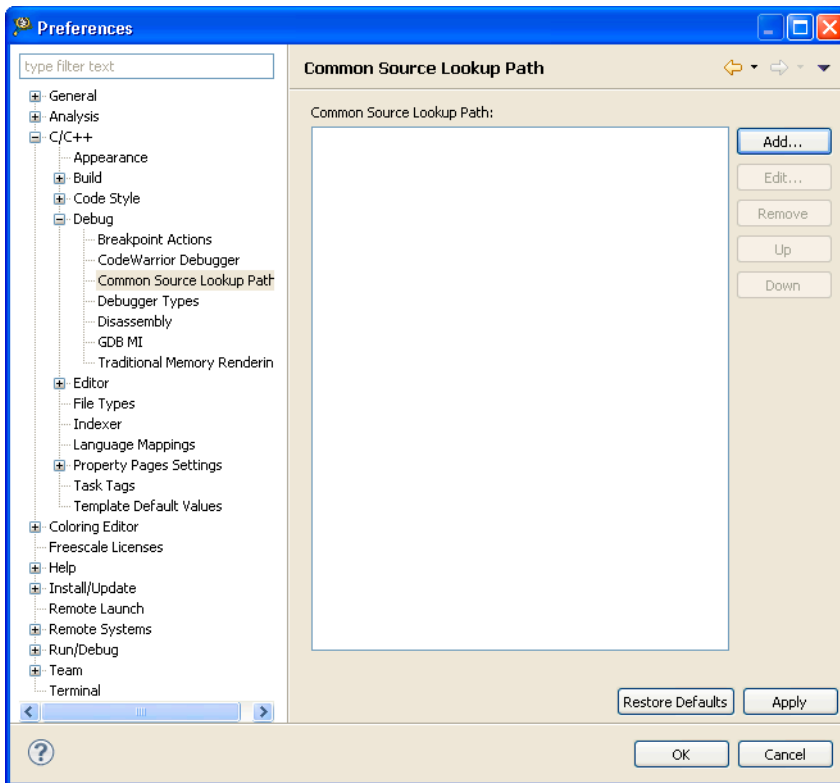 Preferences
type filter text
General
Analysis
C/C++
Appearance
Build
Code Style
Debug
Breakpoint Actions
CodeWarrior Debugger
Common Source Lookup Path
Debugger Types
Disassembly
GDB MI
Traditional Memory Renderin
Editor
File Types
Indexer
Language Mappings
Property Pages Settings
Task Tags
Template Default Values
Coloring Editor
Freescale Licenses
Help
Install/Update
Remote Launch
Remote Systems
Run/Debug
Team
Terminal
Common Source Lookup Path
Common Source Lookup Path:
Add...
Edit...
Remove
Up
Down
Restore Defaults
Apply
?
OK
Cancel